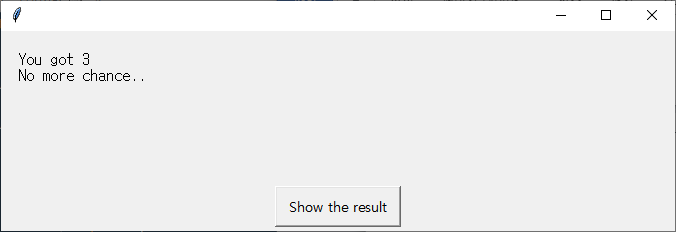 You got 3
No more chance..
Show the result